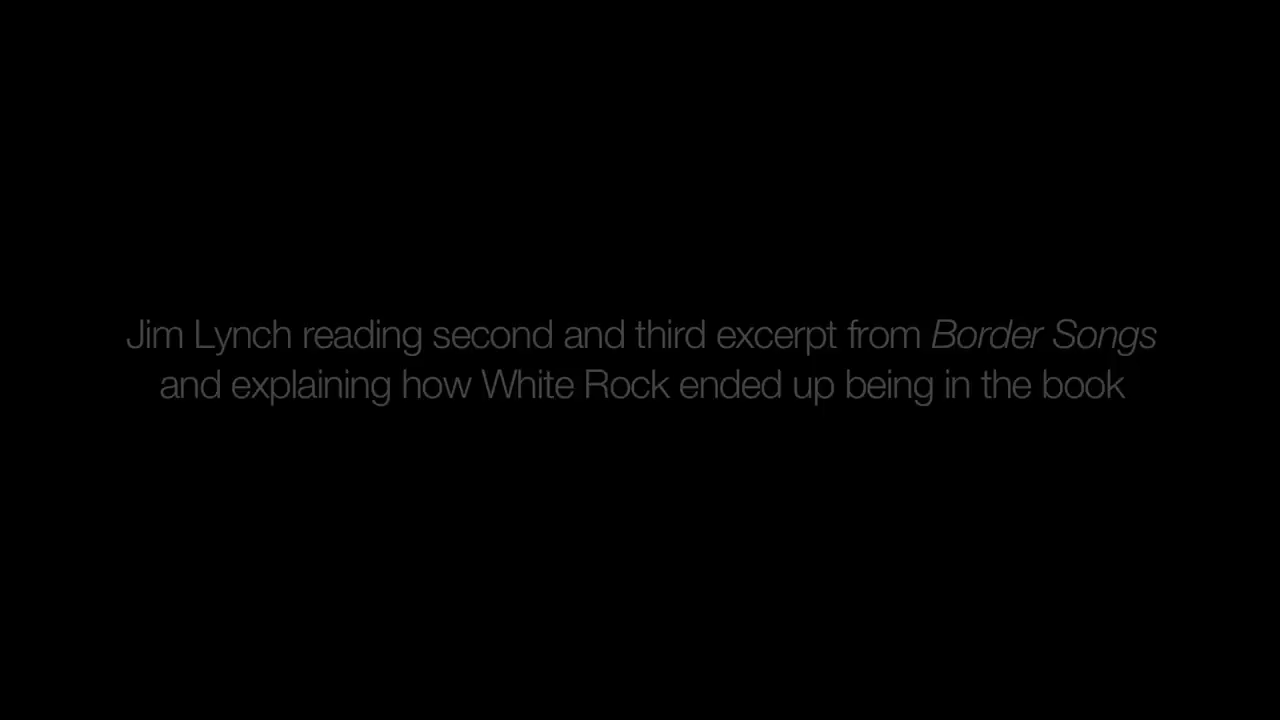 Jim Lynch reading second and third excerpt from Border Songs
and explaining how White Rock ended up being in the book